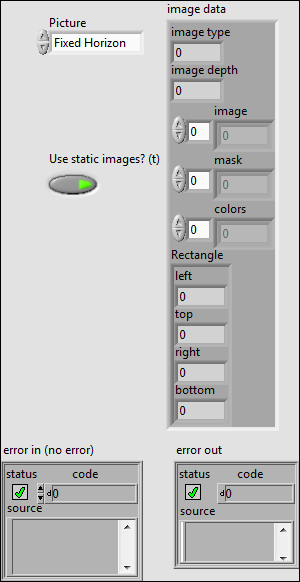 Picture
Fixed Horizon
Use static images? (t)
image data
image type
0
image depth
0
image
0 0
mask
0 0
colors
0 0
Rectangle
left
0
top
0
right
0
bottom
0
error in (no error)
status code
d0
source
error out
status code
d0
source